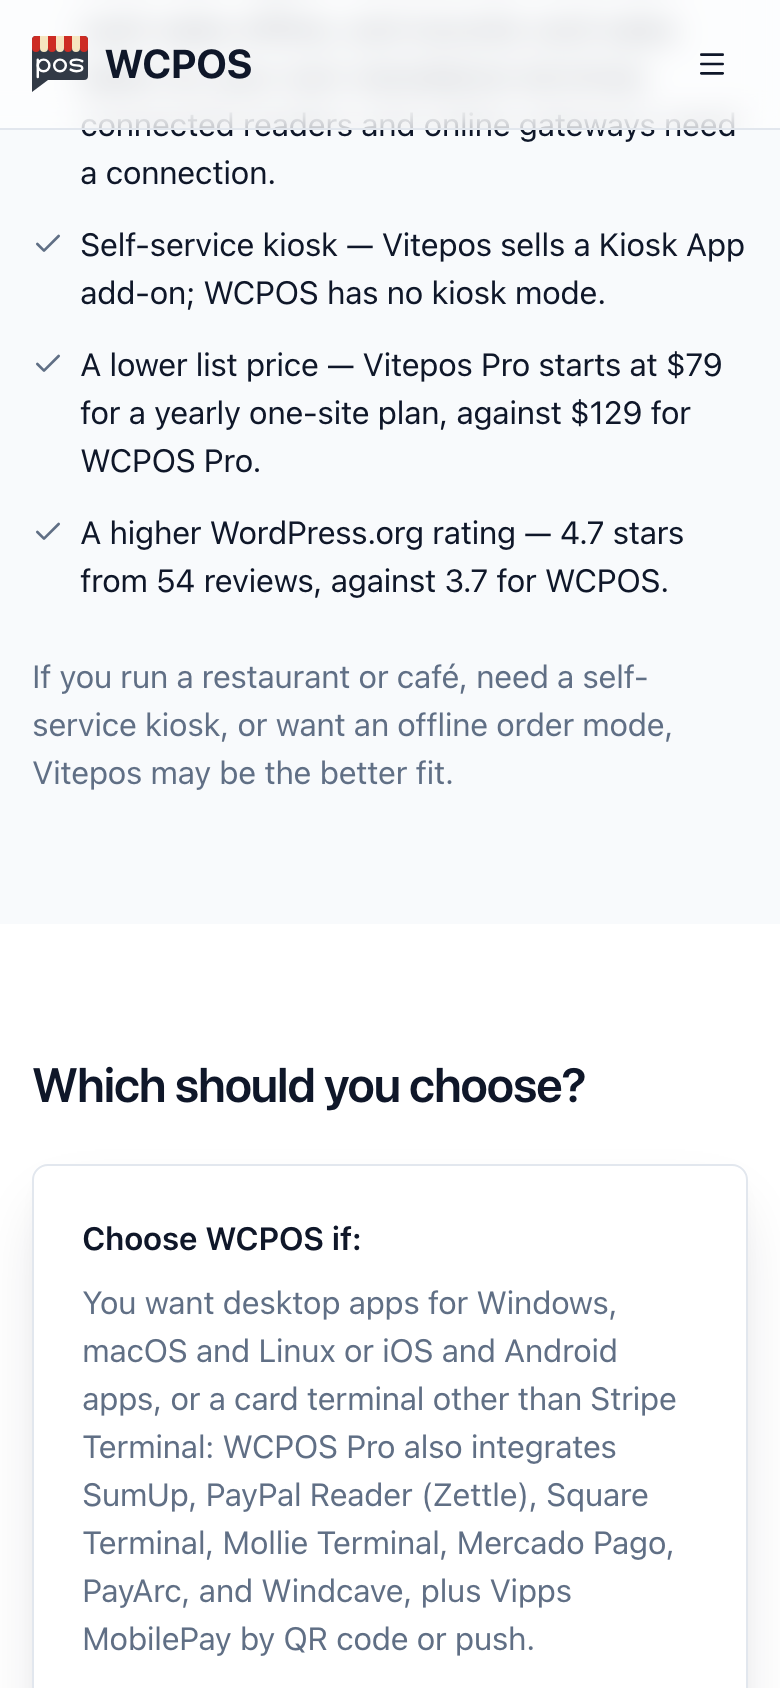 pos WCPOS
connected readers and online gateways need
a connection.
Self-service kiosk — Vitepos sells a Kiosk App
add-on; WCPOS has no kiosk mode.
A lower list price — Vitepos Pro starts at $79
for a yearly one-site plan, against $129 for
WCPOS Pro.
A higher WordPress.org rating — 4.7 stars
from 54 reviews, against 3.7 for WCPOS.
If you run a restaurant or café, need a self-
service kiosk, or want an offline order mode,
Vitepos may be the better fit.
Which should you choose?
Choose WCPOS if:
You want desktop apps for Windows,
macOS and Linux or iOS and Android
apps, or a card terminal other than Stripe
Terminal: WCPOS Pro also integrates
SumUp, PayPal Reader (Zettle), Square
Terminal, Mollie Terminal, Mercado Pago,
PayArc, and Windcave, plus Vipps
MobilePay by QR code or push.